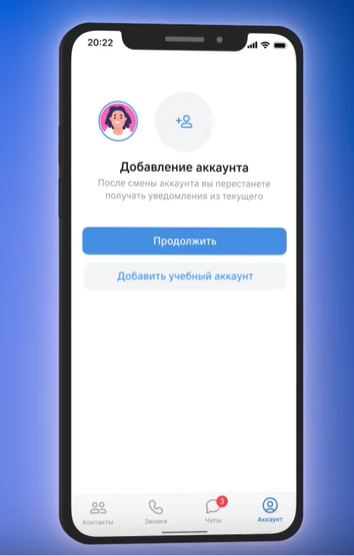 20:22
Добавление аккаунта
После смены аккаунта вы перестанете
получать уведомления из текущего
Продолжить
Добавить учебный аккаунт
3
Контакты
Звонки
Чаты
Аккаунт